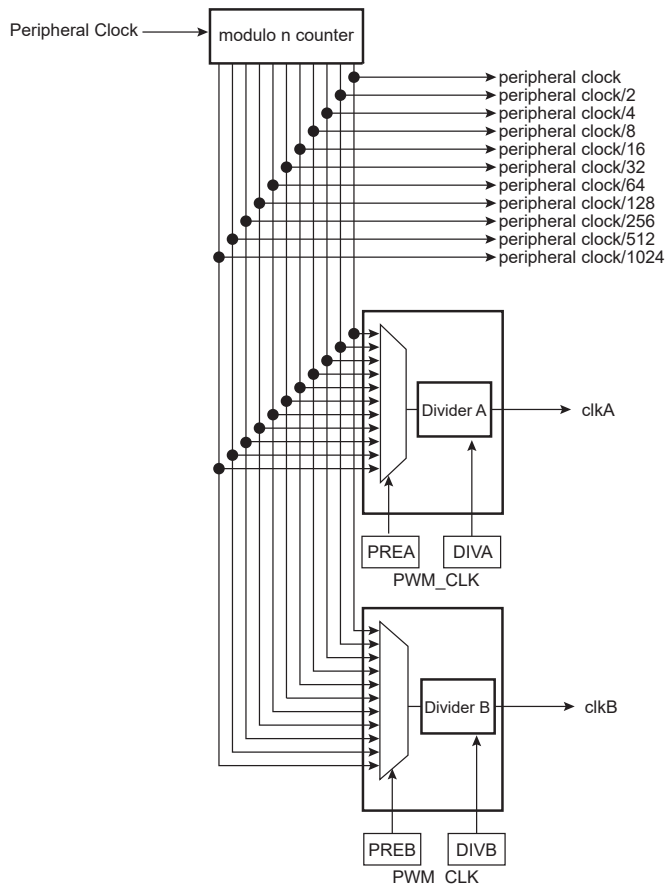 Peripheral Clock
modulo n counter
peripheral clock
peripheral clock/2
peripheral clock/4
peripheral clock/8
peripheral clock/16
peripheral clock/32
peripheral clock/64
peripheral clock/128
peripheral clock/256
peripheral clock/512
peripheral clock/1024
Divider A
clkA
PREA
DIVA
PWM_CLK
Divider B
clkB
PREB
DIVB
PWM CLK